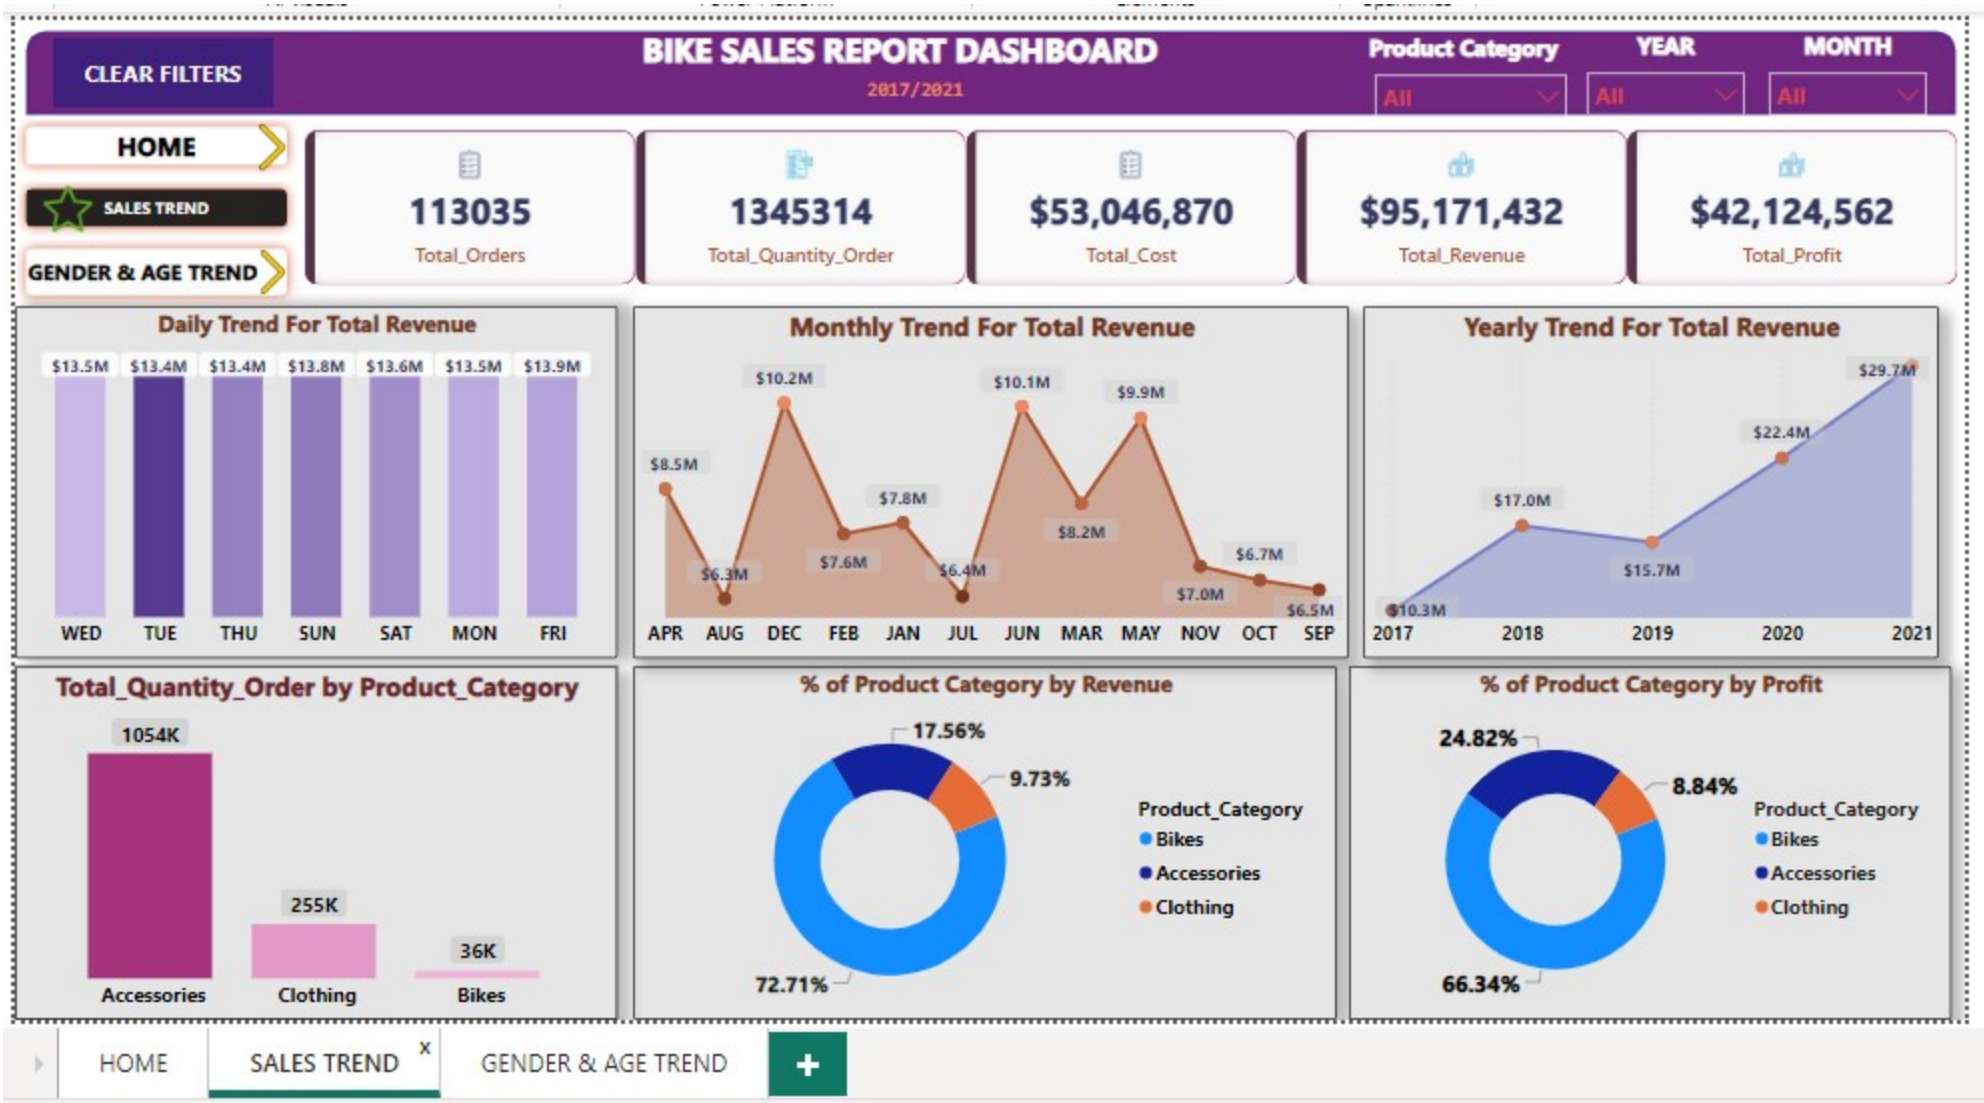 CLEAR FILTERS
BIKE SALES REPORT DASHBOARD
2017/2021
Product Category
YEAR
MONTH
All
All
All
HOME
SALES TREND
GENDER & AGE TREND
113035
Total_Orders
1345314
Total_Quantity_Order
$53,046,870
Total_Cost
$95,171,432
Total_Revenue
$42,124,562
Total_Profit
Daily Trend For Total Revenue
$13.5M $13.4M $13.4M $13.8M $13.6M $13.5M $13.9M
WED TUE THU SUN SAT MON FRI
Monthly Trend For Total Revenue
$8.5M $6.3M $10.2M $7.6M $7.8M $6.4M $10.1M $8.2M $9.9M $7.0M $6.7M $6.5M
APR AUG DEC FEB JAN JUL JUN MAR MAY NOV OCT SEP
Yearly Trend For Total Revenue
$10.3M $17.0M $15.7M $22.4M $29.7M
2017 2018 2019 2020 2021
Total_Quantity_Order by Product_Category
1054K
255K
36K
Accessories Clothing Bikes
% of Product Category by Revenue
17.56%
9.73%
72.71%
Product_Category
Bikes
Accessories
Clothing
% of Product Category by Profit
24.82%
8.84%
66.34%
Product_Category
Bikes
Accessories
Clothing
HOME
SALES TREND x
GENDER & AGE TREND
+